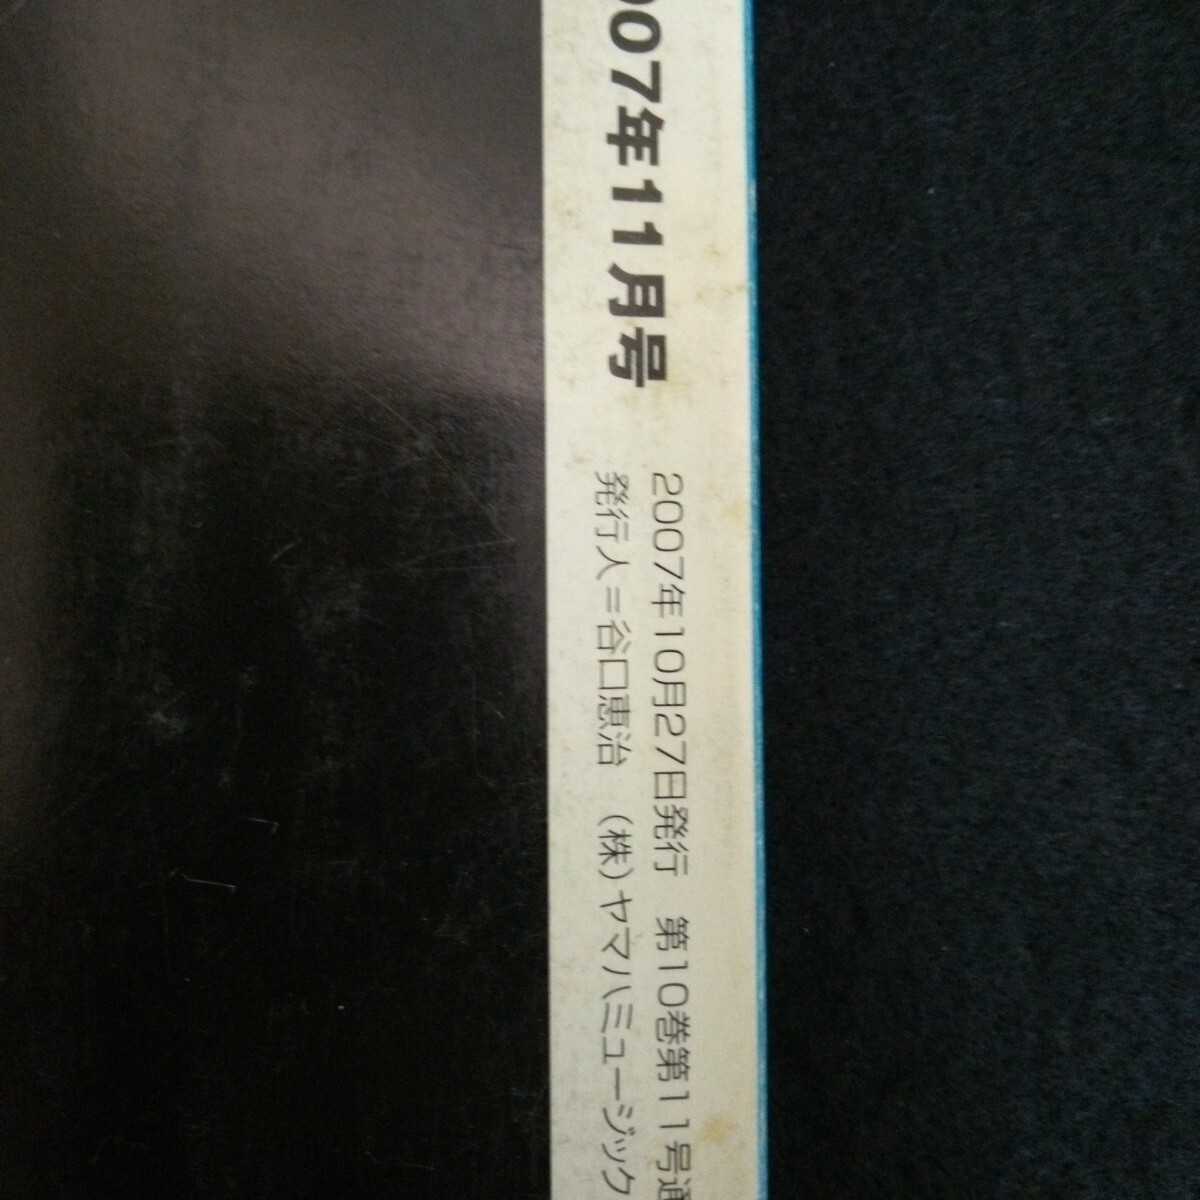 007年11月号
2007年10月27日発行 第10巻第11号通
発行人=谷口恵治 (株)ヤマハミュージック